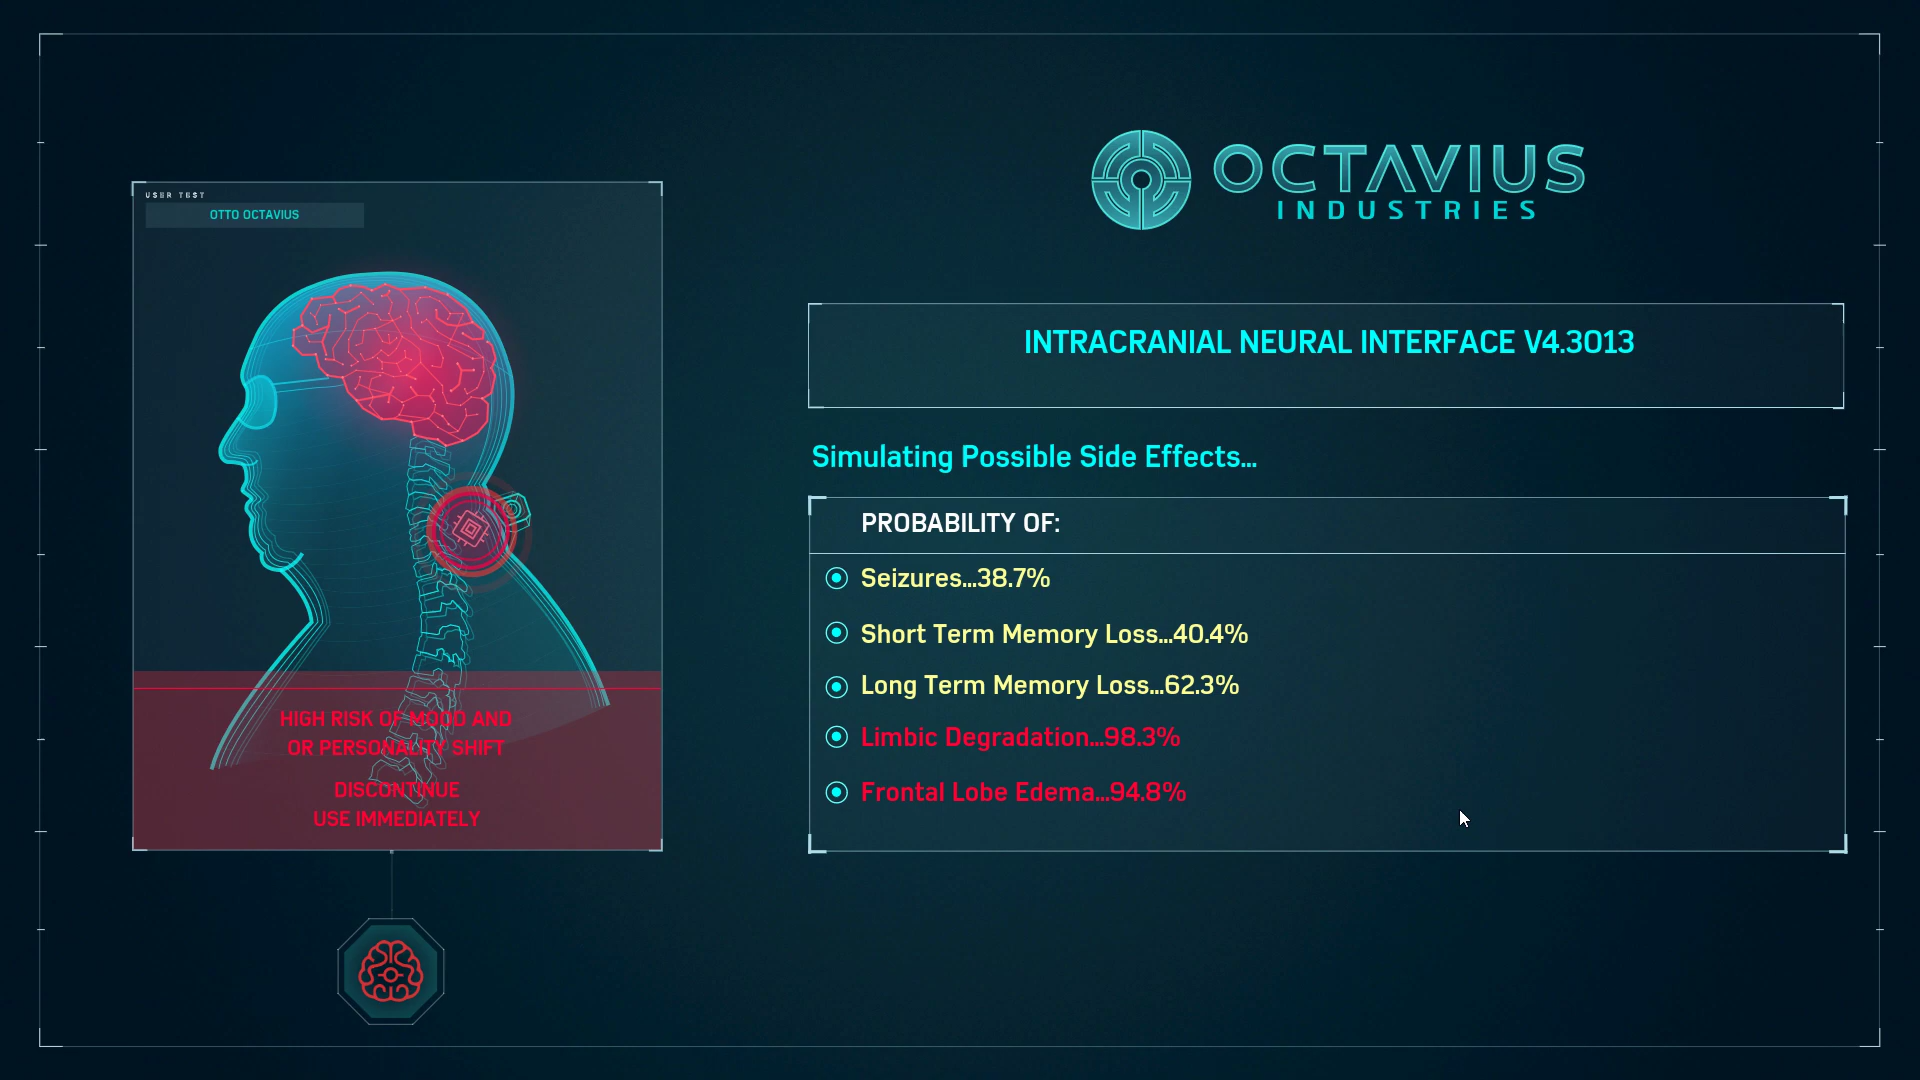 USER TEST
OTTO OCTAVIUS
HIGH RISK OF MOOD AND
OR PERSONALITY SHIFT
DISCONTINUE
USE IMMEDIATELY
OCTAVIUS
INDUSTRIES
INTRACRANIAL NEURAL INTERFACE V4.3013
Simulating Possible Side Effects...
PROBABILITY OF:
Seizures...38.7%
Short Term Memory Loss...40.4%
Long Term Memory Loss...62.3%
Limbic Degradation...98.3%
Frontal Lobe Edema...94.8%